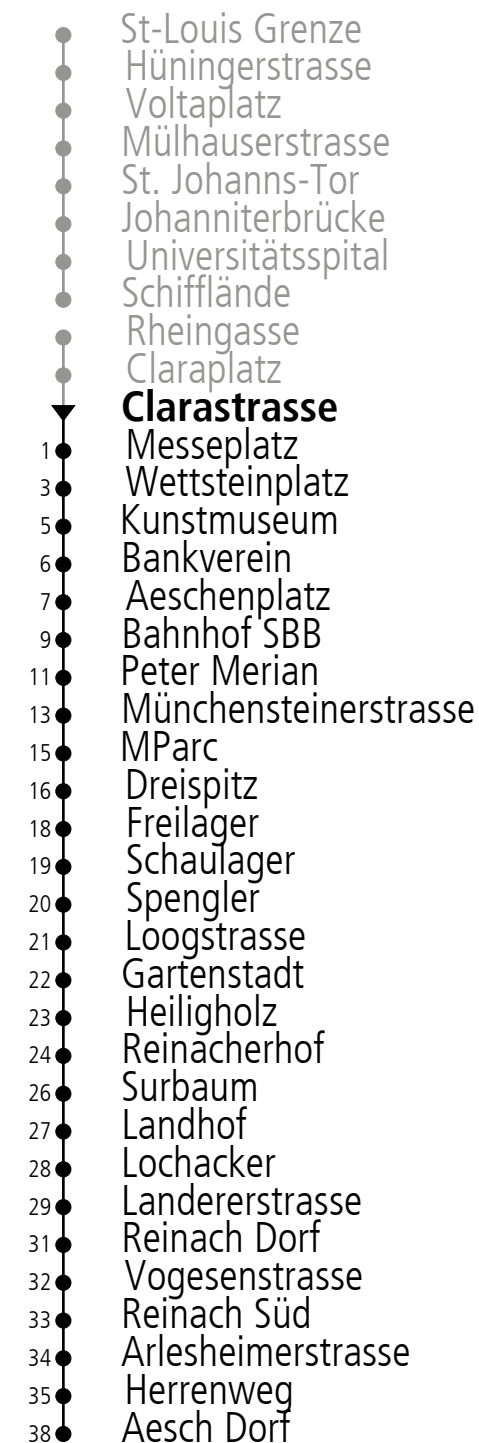 St-Louis Grenze
Hüningerstrasse
Voltaplatz
Mülhauserstrasse
St. Johanns-Tor
Johanniterbrücke
Universitätsspital
Schifflände
Rheingasse
Claraplatz
Clarastrasse
1 Messeplatz
3 Wettsteinplatz
5 Kunstmuseum
6 Bankverein
7 Aeschenplatz
9 Bahnhof SBB
11 Peter Merian
13 Münchensteinerstrasse
15 MParc
16 Dreispitz
18 Freilager
19 Schaulager
20 Spengler
21 Loogstrasse
22 Gartenstadt
23 Heiligholz
24 Reinacherhof
26 Surbaum
27 Landhof
28 Lochacker
29 Landererstrasse
31 Reinach Dorf
32 Vogesenstrasse
33 Reinach Süd
34 Arlesheimerstrasse
35 Herrenweg
38 Aesch Dorf